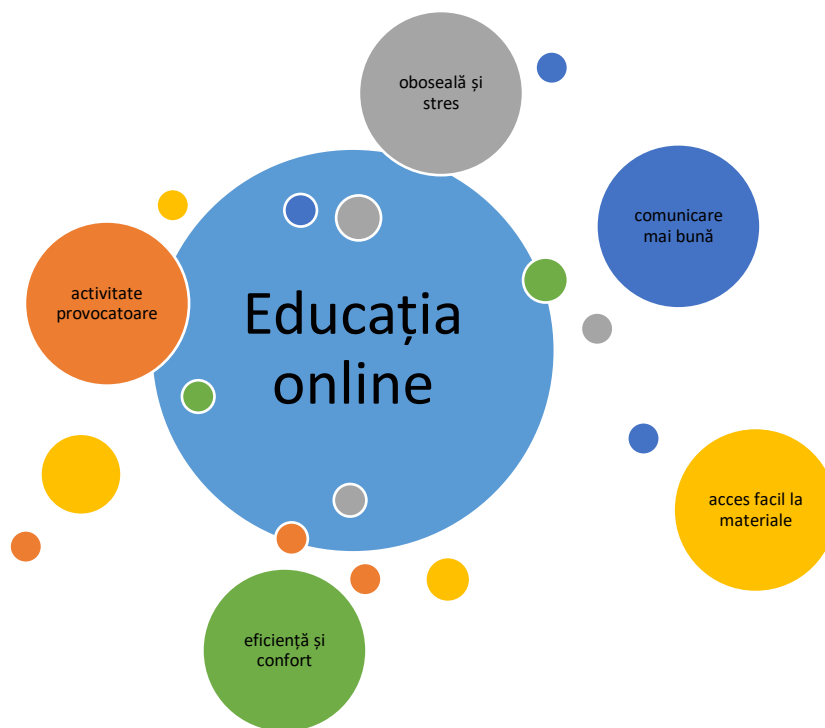 oboseală și
stres
comunicare
mai bună
activitate
provocatoare
Educația
online
acces facil la
materiale
eficiență și
confort